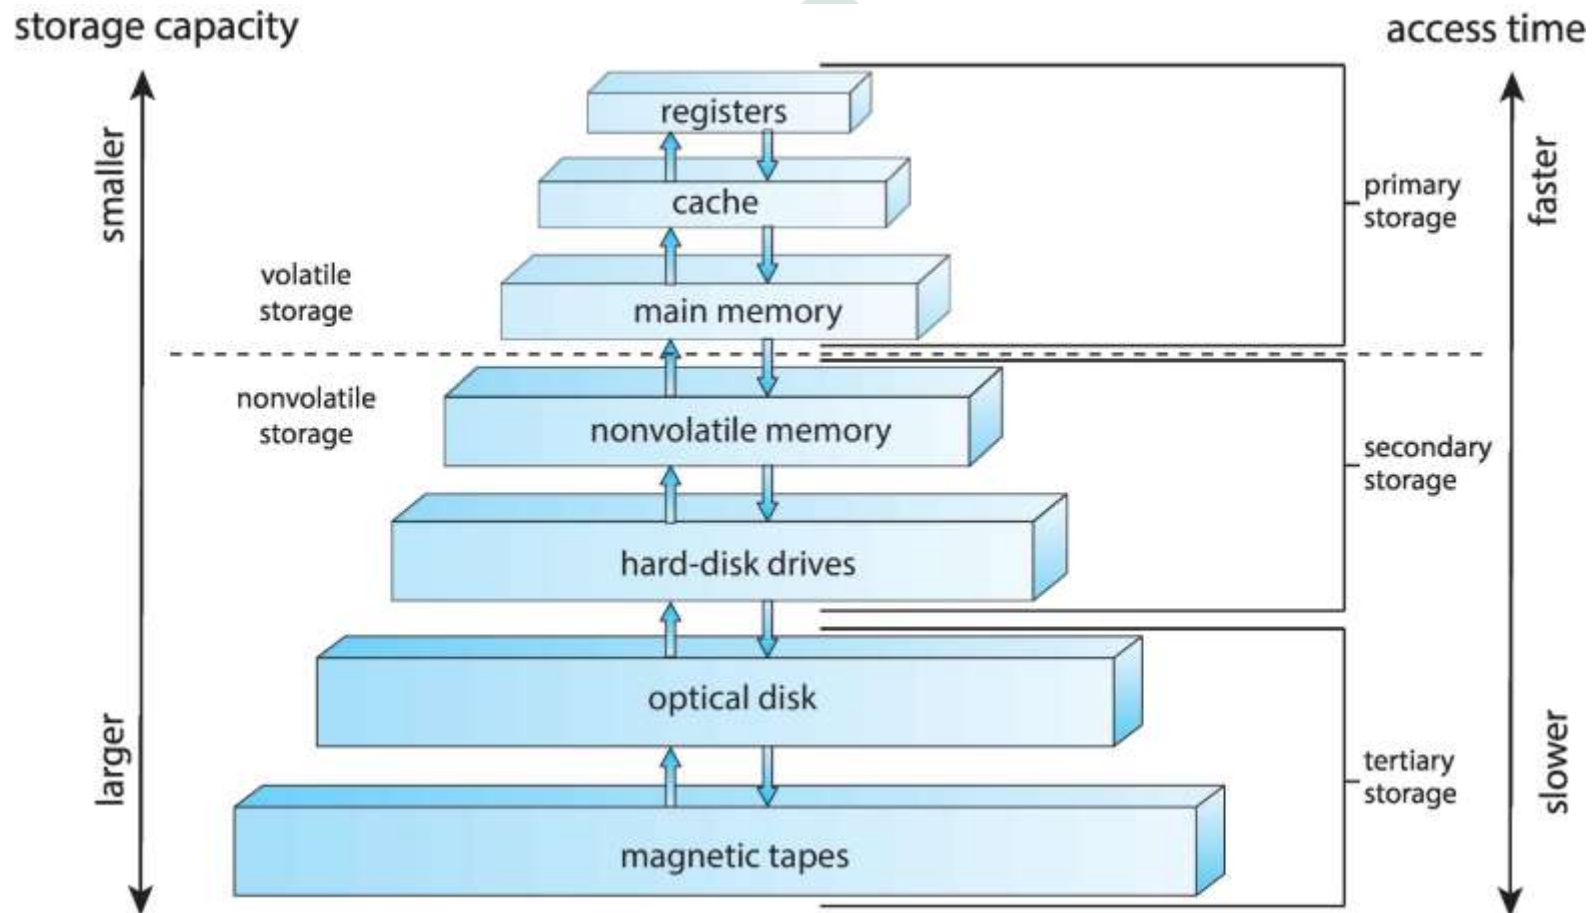 storage capacity
access time
smaller
larger
volatile
storage
nonvolatile
storage
registers
cache
main memory
nonvolatile memory
hard-disk drives
optical disk
magnetic tapes
primary
storage
secondary
storage
tertiary
storage
faster
slower